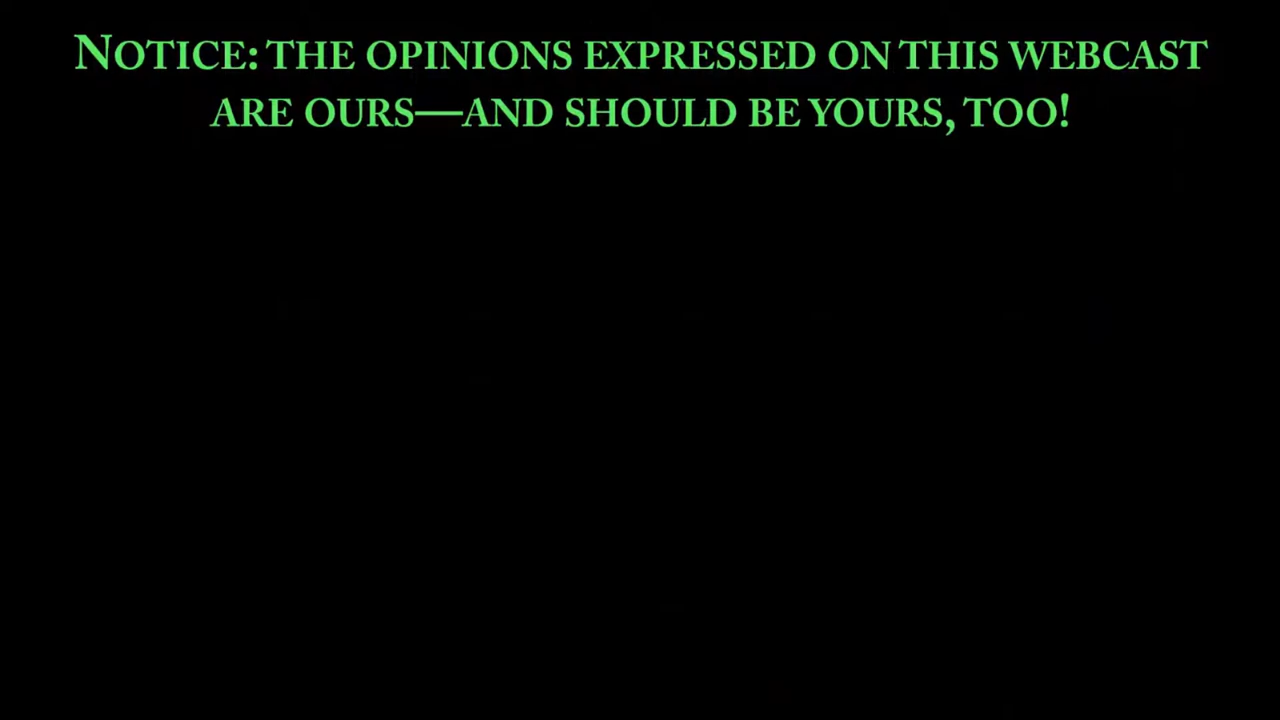 Notice: the opinions expressed on this webcast
are ours—and should be yours, too!